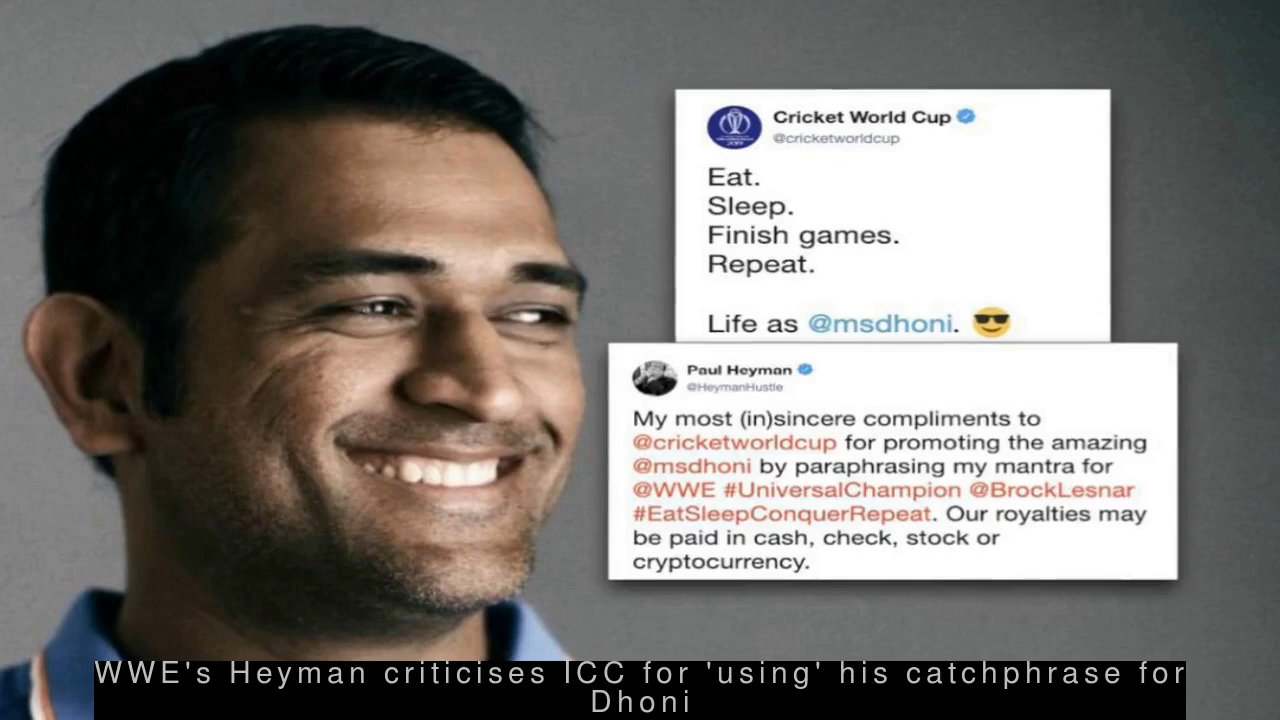 Cricket World Cup
@cricketworldcup
Eat.
Sleep.
Finish games.
Repeat.
Life as @msdhoni. 😎
Paul Heyman
@HeymanHustle
My most (in)sincere compliments to
@cricketworldcup for promoting the amazing
@msdhoni by paraphrasing my mantra for
@WWE #UniversalChampion @BrockLesnar
#EatSleepConquerRepeat. Our royalties may
be paid in cash, check, stock or
cryptocurrency.
WWE's Heyman criticises ICC for 'using' his catchphrase for
Dhoni